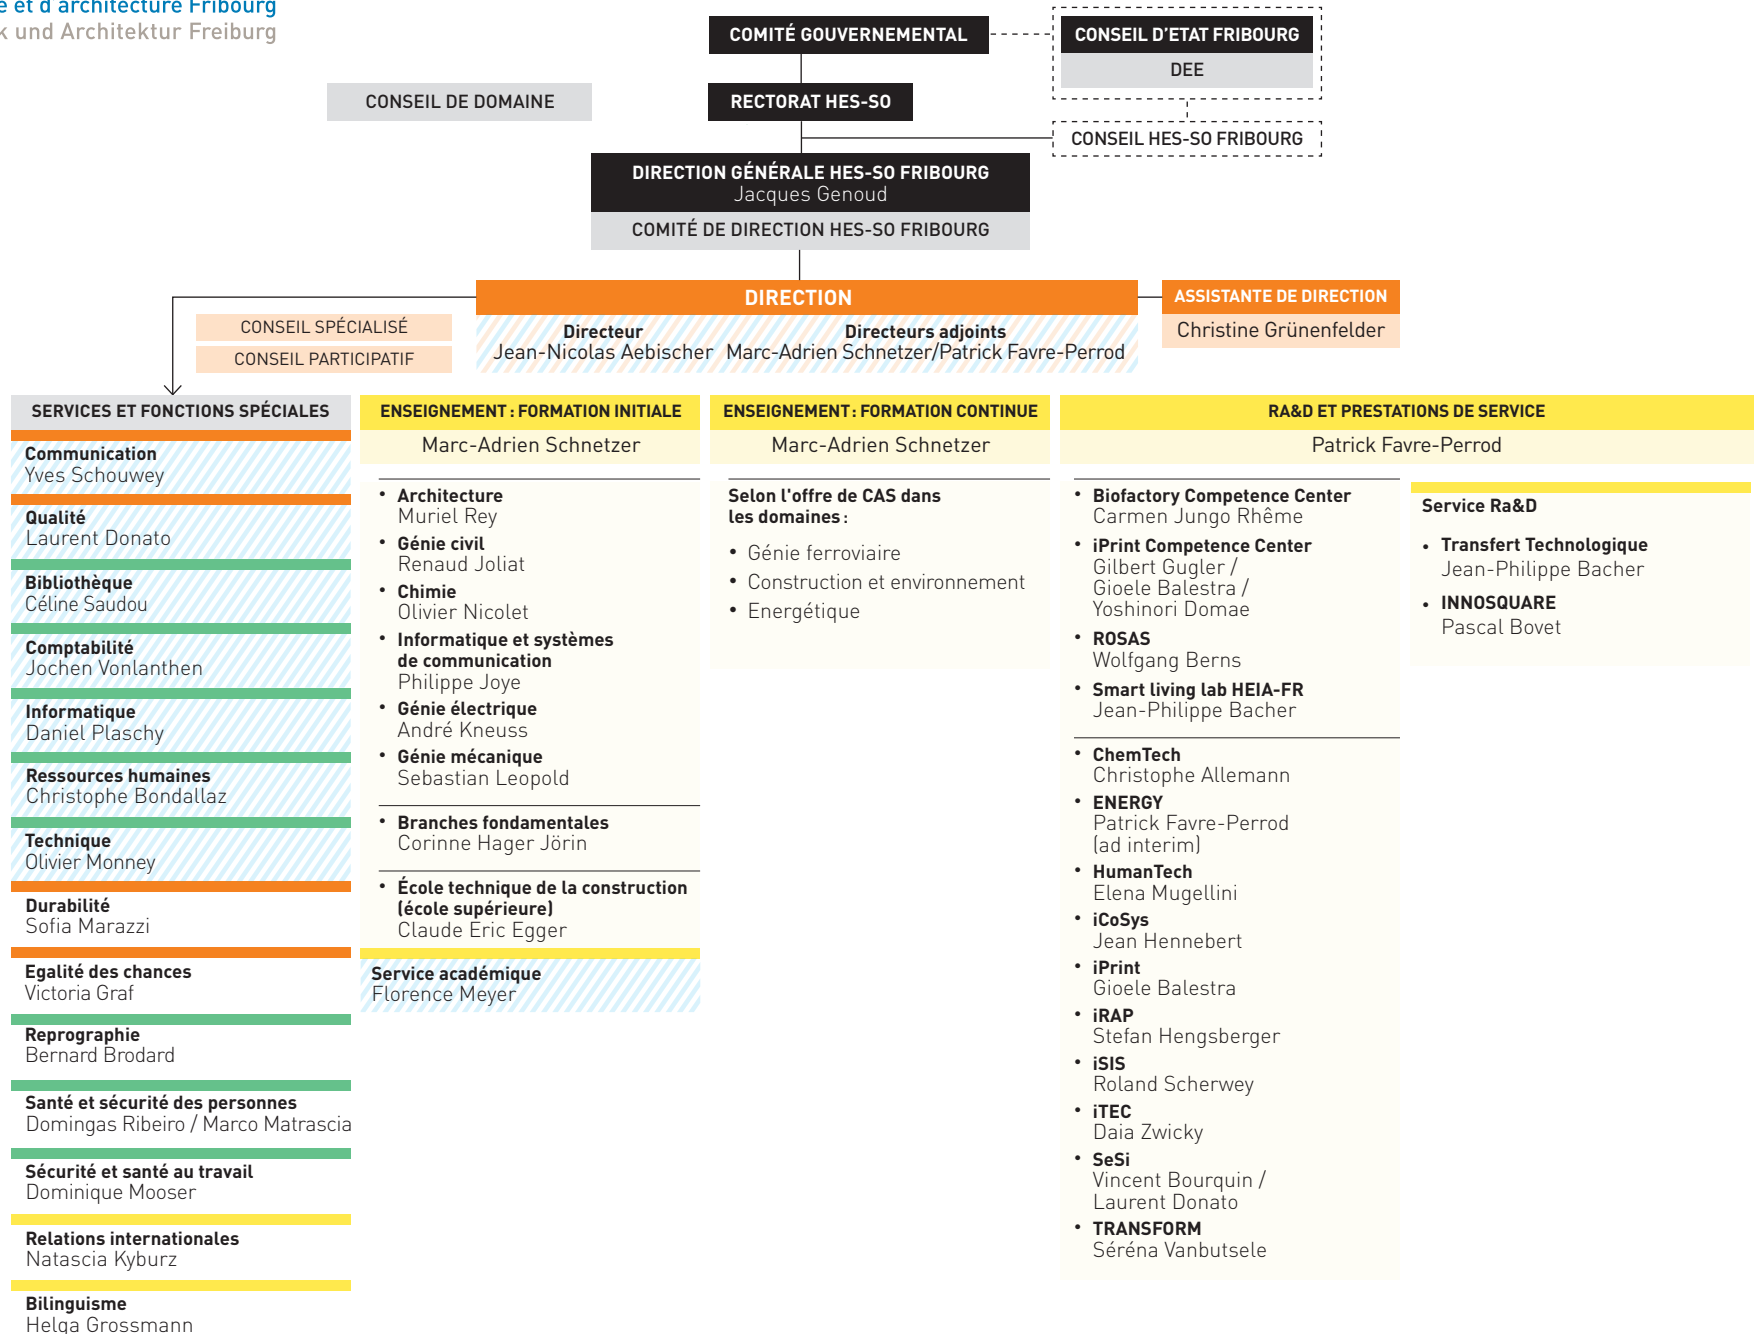 et d'architecture Fribourg
und Architektur Freiburg
COMITÉ GOUVERNEMENTAL
CONSEIL D'ETAT FRIBOURG
DEE
CONSEIL DE DOMAINE
RECTORAT HES-SO
CONSEIL HES-SO FRIBOURG
DIRECTION GÉNÉRALE HES-SO FRIBOURG
Jacques Genoud
COMITÉ DE DIRECTION HES-SO FRIBOURG
DIRECTION
Directeur
Jean-Nicolas Aebischer
Directeurs adjoints
Marc-Adrien Schnetzer/Patrick Favre-Perrod
ASSISTANTE DE DIRECTION
Christine Grünenfelder
CONSEIL SPÉCIALISÉ
CONSEIL PARTICIPATIF
SERVICES ET FONCTIONS SPÉCIALES
Communication
Yves Schouwey
Qualité
Laurent Donato
Bibliothèque
Céline Saudou
Comptabilité
Jochen Vonlanthen
Informatique
Daniel Plaschy
Ressources humaines
Christophe Bondallaz
Technique
Olivier Monney
Durabilité
Sofia Marazzi
Egalité des chances
Victoria Graf
Reprographie
Bernard Brodard
Santé et sécurité des personnes
Domingas Ribeiro / Marco Matrascia
Sécurité et santé au travail
Dominique Mooser
Relations internationales
Natascia Kyburz
Bilinguisme
Helga Grossmann
ENSEIGNEMENT : FORMATION INITIALE
Marc-Adrien Schnetzer
• Architecture
Muriel Rey
• Génie civil
Renaud Joliat
• Chimie
Olivier Nicolet
• Informatique et systèmes
de communication
Philippe Joye
• Génie électrique
André Kneuss
• Génie mécanique
Sebastian Leopold
• Branches fondamentales
Corinne Hager Jörin
• École technique de la construction
(école supérieure)
Claude Eric Egger
Service académique
Florence Meyer
ENSEIGNEMENT : FORMATION CONTINUE
Marc-Adrien Schnetzer
Selon l'offre de CAS dans
les domaines :
• Génie ferroviaire
• Construction et environnement
• Energétique
RA&D ET PRESTATIONS DE SERVICE
Patrick Favre-Perrod
• Biofactory Competence Center
Carmen Jungo Rhême
• iPrint Competence Center
Gilbert Gugler /
Gioele Balestra /
Yoshinori Domae
• ROSAS
Wolfgang Berns
• Smart living lab HEIA-FR
Jean-Philippe Bacher
• ChemTech
Christophe Allemann
• ENERGY
Patrick Favre-Perrod
(ad interim)
• HumanTech
Elena Mugellini
• iCoSys
Jean Hennebert
• iPrint
Gioele Balestra
• iRAP
Stefan Hengsberger
• iSIS
Roland Scherwey
• iTEC
Daia Zwicky
• SeSi
Vincent Bourquin /
Laurent Donato
• TRANSFORM
Séréna Vanbutsele
Service Ra&D
• Transfert Technologique
Jean-Philippe Bacher
• INNOSQUARE
Pascal Bovet